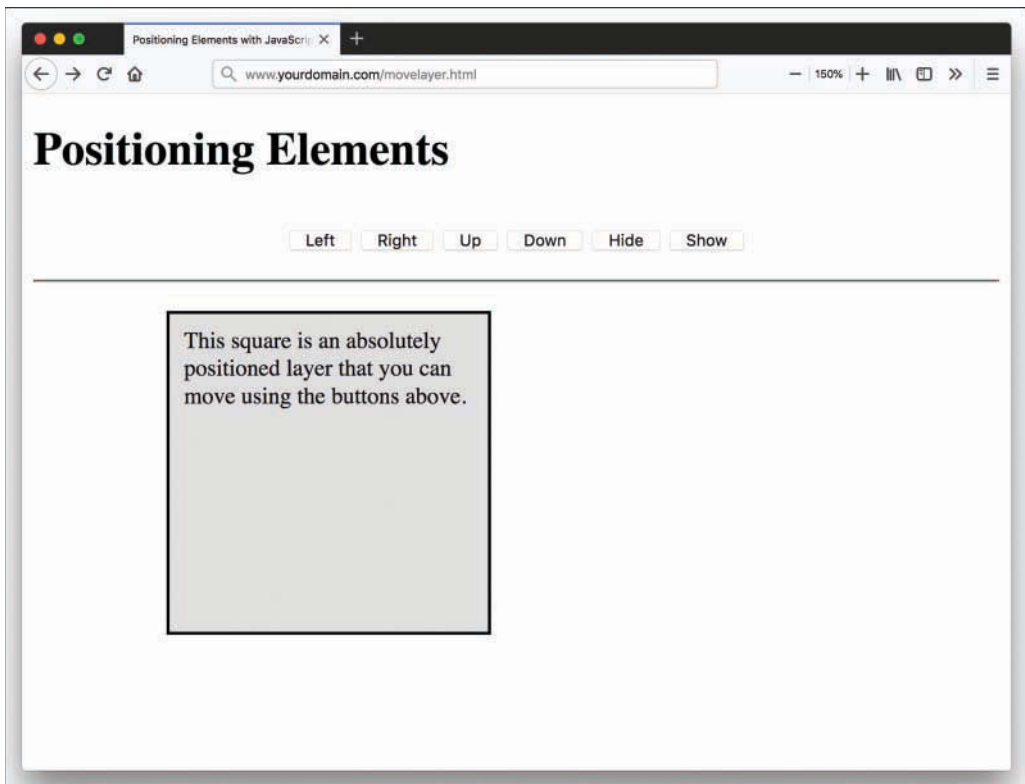 Positioning Elements with JavaScrip
www.yourdomain.com/movelayer.html
150%
Positioning Elements
Left Right Up Down Hide Show
This square is an absolutely
positioned layer that you can
move using the buttons above.